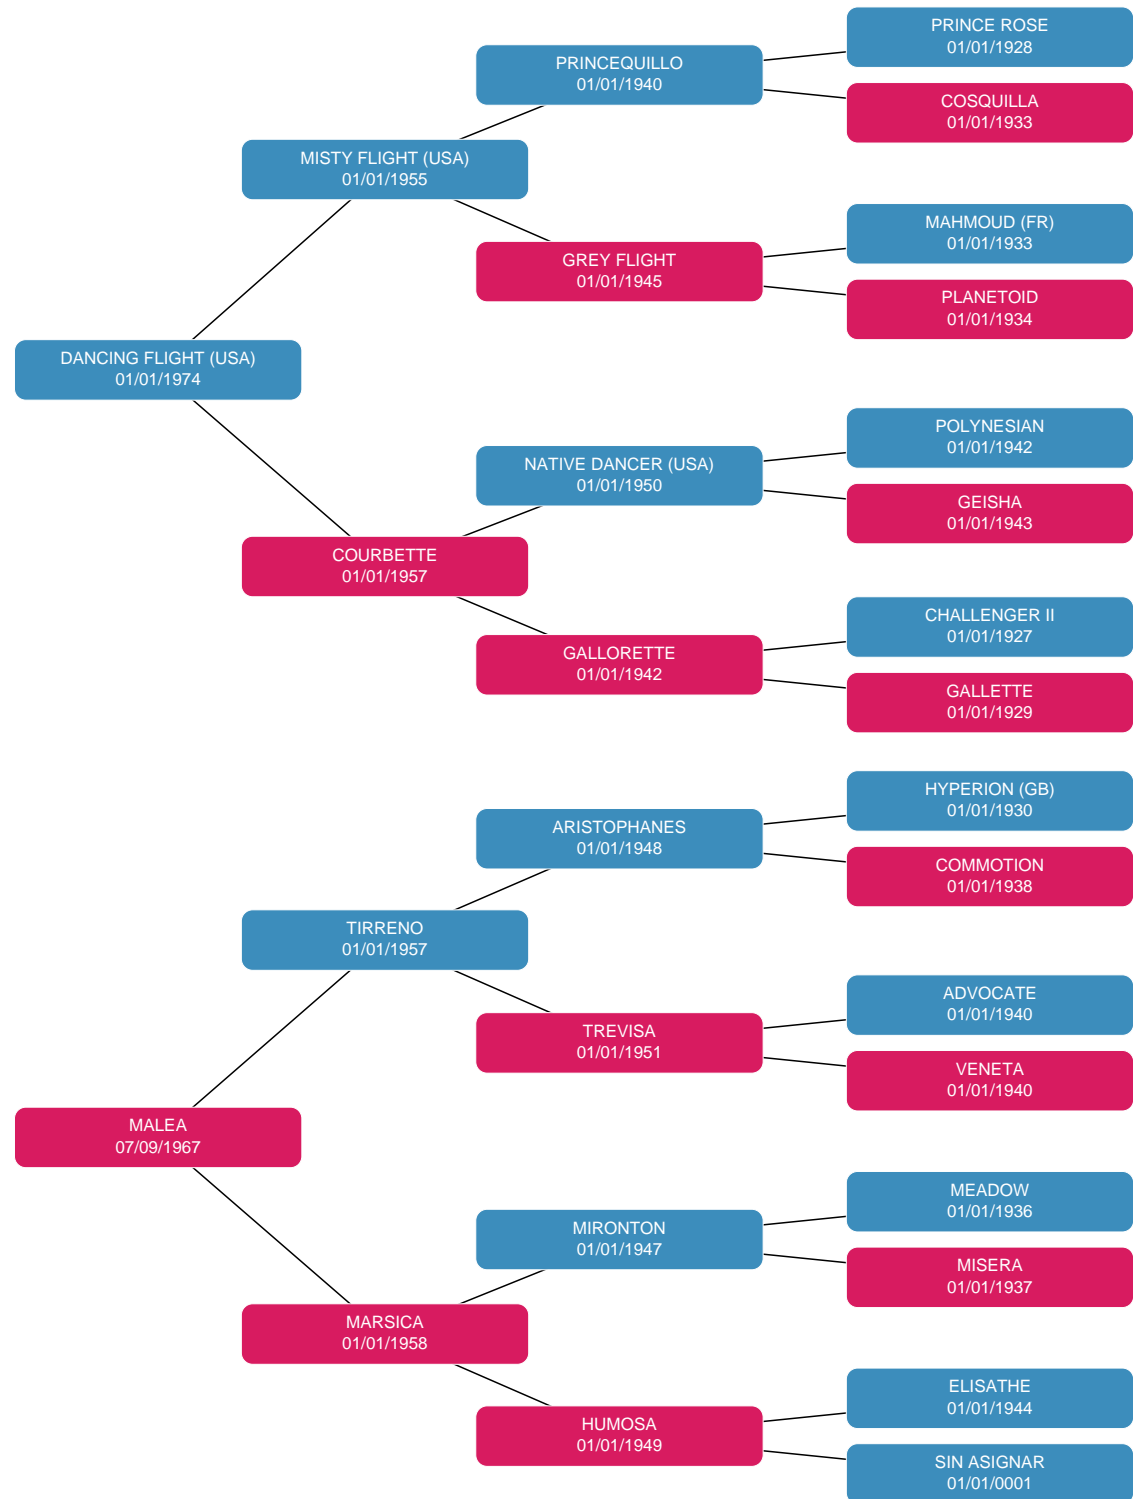 PRINCE ROSE
01/01/1928
PRINCEQUILLO
01/01/1940
COSQUILLA
01/01/1933
MISTY FLIGHT (USA)
01/01/1955
MAHMOUD (FR)
01/01/1933
GREY FLIGHT
01/01/1945
PLANETOID
01/01/1934
DANCING FLIGHT (USA)
01/01/1974
POLYNESIAN
01/01/1942
NATIVE DANCER (USA)
01/01/1950
GEISHA
01/01/1943
COURBETTE
01/01/1957
CHALLENGER II
01/01/1927
GALLORETTE
01/01/1942
GALLETTE
01/01/1929
HYPERION (GB)
01/01/1930
ARISTOPHANES
01/01/1948
COMMOTION
01/01/1938
TIRRENO
01/01/1957
ADVOCATE
01/01/1940
TREVISA
01/01/1951
VENETA
01/01/1940
MALEA
07/09/1967
MEADOW
01/01/1936
MIRONTON
01/01/1947
MISERA
01/01/1937
MARSICA
01/01/1958
ELISATHE
01/01/1944
HUMOSA
01/01/1949
SIN ASIGNAR
01/01/0001